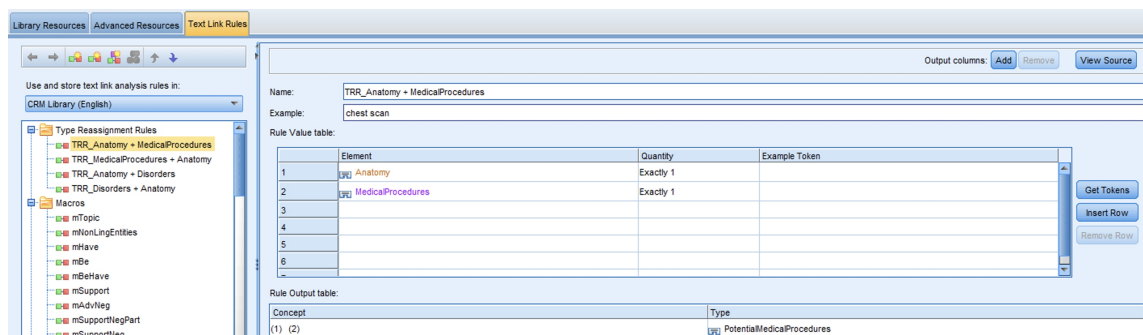 Library Resources Advanced Resources Text Link Rules
Output columns: Add Remove View Source
Use and store text link analysis rules in:
CRM Library (English)
Type Reassignment Rules
TRR_Anatomy + MedicalProcedures
TRR_MedicalProcedures + Anatomy
TRR_Anatomy + Disorders
TRR_Disorders + Anatomy
Macros
mTopic
mNonLingEntities
mHave
mBe
mBeHave
mSupport
mAdvNeg
mSupportNegPart
mSupportNeg
Name: TRR_Anatomy + MedicalProcedures
Example: chest scan
Rule Value table:
Element Quantity Example Token
1 Anatomy Exactly 1
2 MedicalProcedures Exactly 1
3
4
5
6
Get Tokens
Insert Row
Remove Row
Rule Output table:
Concept Type
(1) (2) PotentialMedicalProcedures